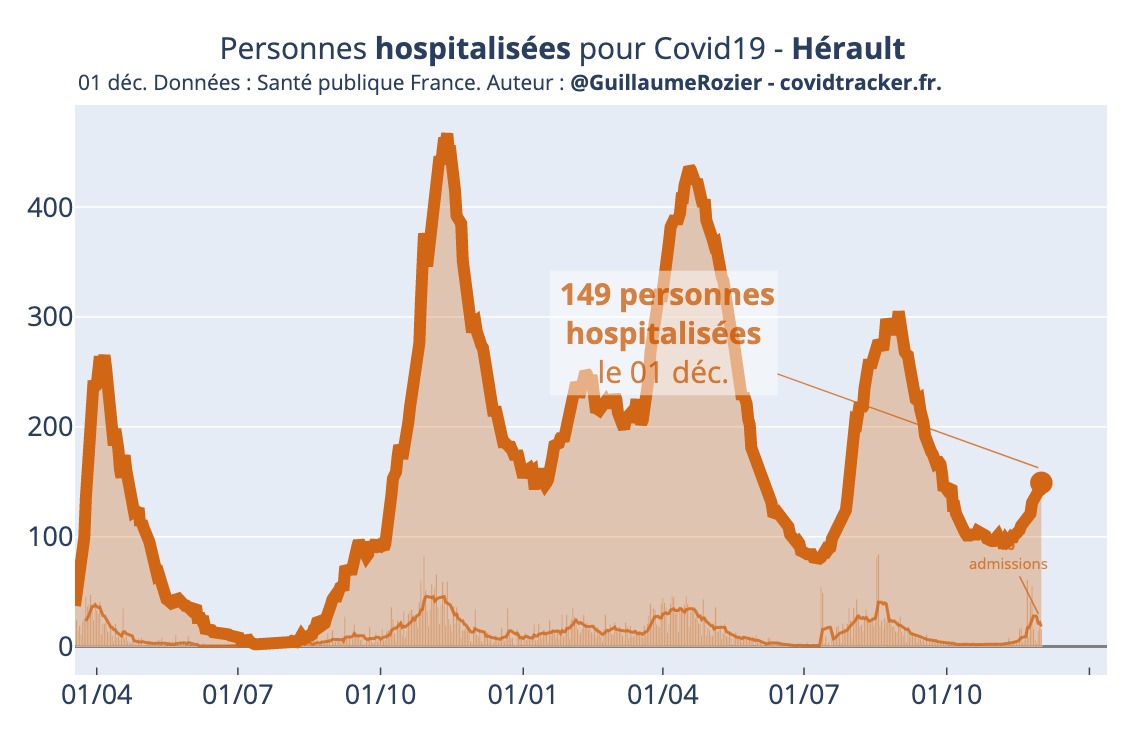 Personnes hospitalisées pour Covid19 - Hérault
01 déc. Données : Santé publique France. Auteur : @GuillaumeRozier - covidtracker.fr.
400
300
200
100
0
149 personnes
hospitalisées
le 01 déc.
admissions
01/04
01/07
01/10
01/01
01/04
01/07
01/10